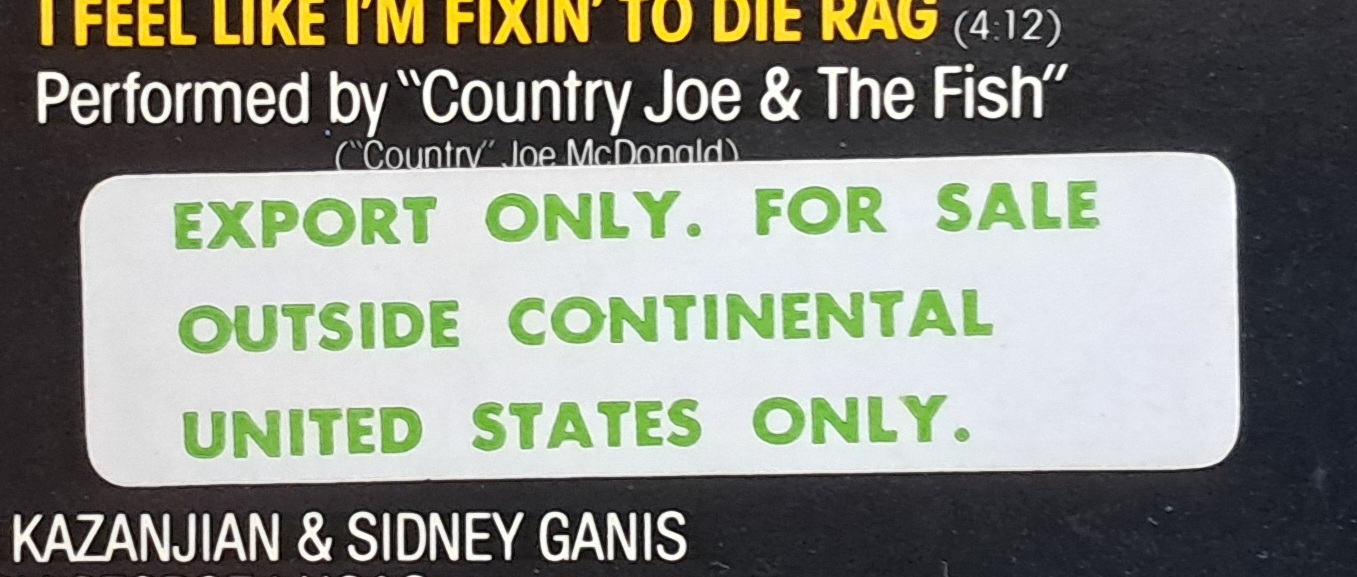 I FEEL LIKE I'M FIXIN' TO DIE RAG (4:12)
Performed by "Country Joe & The Fish"
("Country" Joe McDonald)
EXPORT ONLY. FOR SALE
OUTSIDE CONTINENTAL
UNITED STATES ONLY.
KAZANJIAN & SIDNEY GANIS